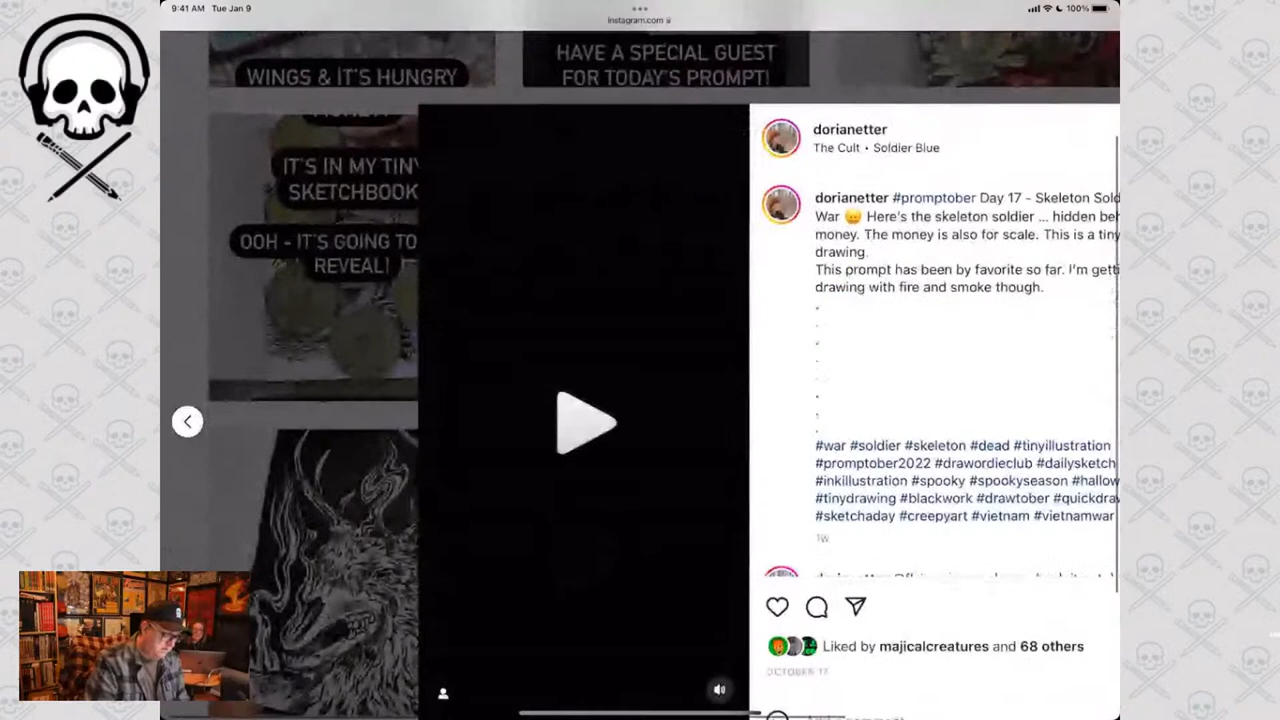 9:41 AM Tue Jan 9
100%
instagram.com
WINGS & IT'S HUNGRY
HAVE A SPECIAL GUEST
FOR TODAY'S PROMPT!
IT'S IN MY TINY
SKETCHBOOK
OOH - IT'S GOING TO
REVEAL!
dorianetter
The Cult • Soldier Blue
dorianetter #promptober Day 17 - Skeleton Sold
War 😀 Here's the skeleton soldier ... hidden beh
money. The money is also for scale. This is a tiny
drawing.
This prompt has been by favorite so far. I'm getti
drawing with fire and smoke though.
.
.
.
.
.
.
.
.
#war #soldier #skeleton #dead #tinyillustration
#promptober2022 #drawordieclub #dailysketch
#inkillustration #spooky #spookyseason #hallow
#tinydrawing #blackwork #drawtober #quickdra
#sketchaday #creepyart #vietnam #vietnamwar
1w
Liked by majicalcreatures and 68 others
OCTOBER 17